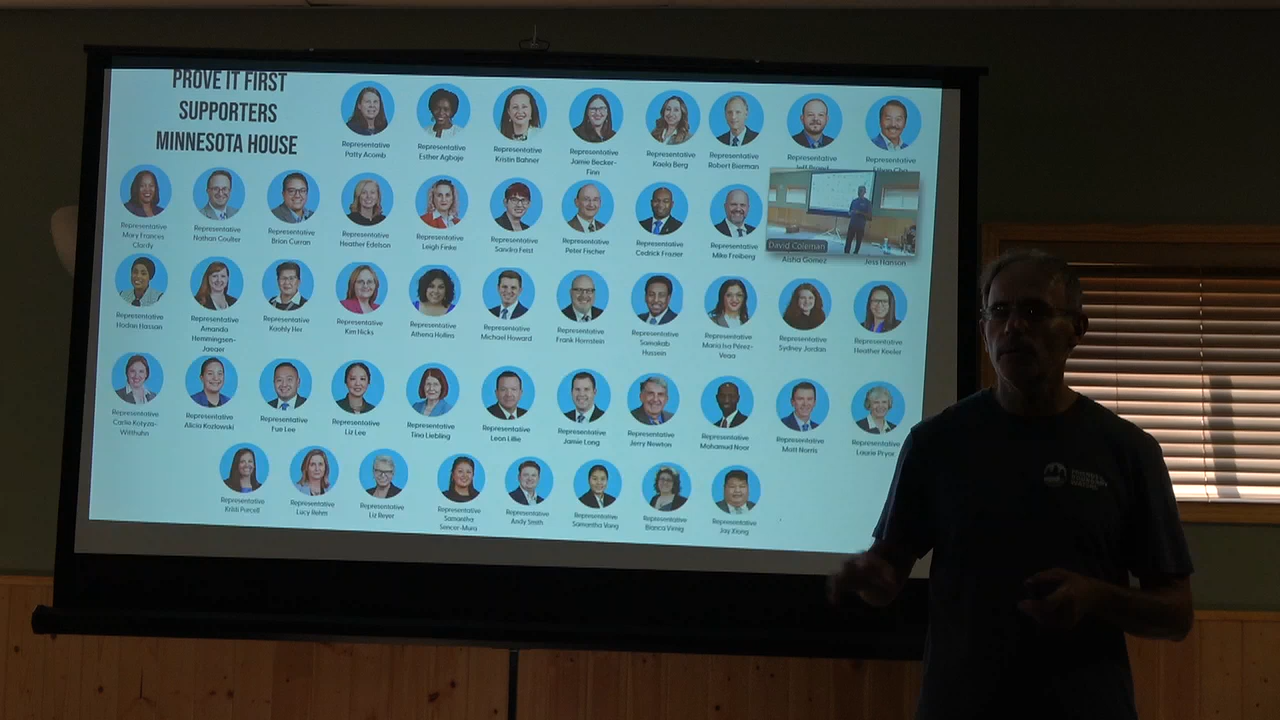 PROVE IT FIRST
SUPPORTERS
MINNESOTA HOUSE
Representative
Patty Acomb
Representative
Esther Agbaje
Representative
Kristin Bahner
Representative
Jamie Becker-
Finn
Representative
Kaela Berg
Representative
Robert Bierman
Representative
Representative
Representative
Mary Frances
Clardy
Representative
Nathan Coulter
Representative
Brian Curran
Representative
Heather Edelson
Representative
Leigh Finke
Representative
Sandra Feist
Representative
Peter Fischer
Representative
Cedrick Frazier
Representative
Mike Freiberg
David Coleman
Aisha Gomez
Jess Hanson
Representative
Hodan Hassan
Representative
Amanda
Hemmingsen-
Jaeger
Representative
Kaohly Her
Representative
Kim Hicks
Representative
Athena Hollins
Representative
Michael Howard
Representative
Frank Hornstein
Representative
Samakab
Hussein
Representative
Maria Isa Pérez-
Vega
Representative
Sydney Jordan
Representative
Heather Keeler
Representative
Carlie Kotyza-
Witthuhn
Representative
Alicia Kozlowski
Representative
Fue Lee
Representative
Liz Lee
Representative
Tina Liebling
Representative
Leon Lillie
Representative
Jamie Long
Representative
Jerry Newton
Representative
Mohamud Noor
Representative
Matt Norris
Representative
Laurie Pryor
Representative
Kristi Pursell
Representative
Lucy Rehm
Representative
Liz Reyer
Representative
Samantha
Sencer-Mura
Representative
Andy Smith
Representative
Samantha Vang
Representative
Bianca Virnig
Representative
Jay Xiong